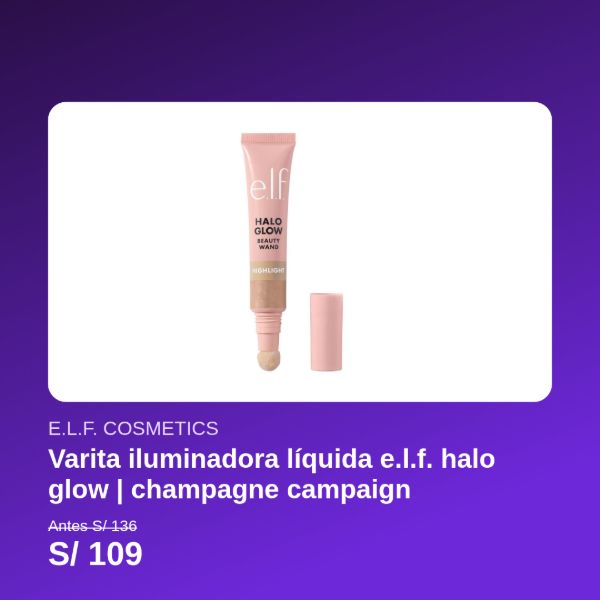 e.l.f
HALO
GLOW
BEAUTY
WAND
HIGHLIGHT
E.L.F. COSMETICS
Varita iluminadora líquida e.l.f. halo
glow | champagne campaign
Antes S/ 136
S/ 109